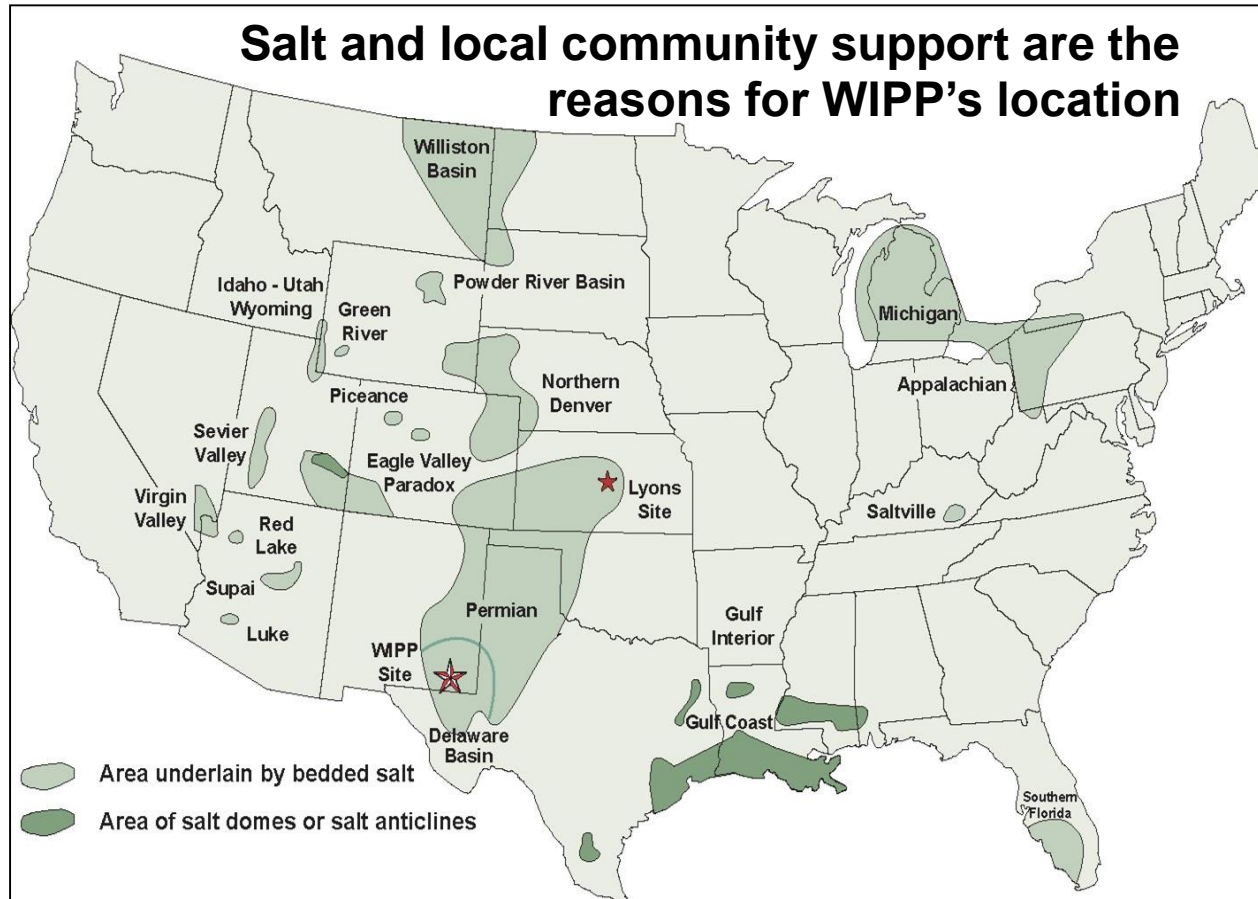 Salt and local community support are the
reasons for WIPP's location
Williston
Basin
Idaho - Utah
Wyoming
Green
River
Powder River Basin
Michigan
Piceance
Northern
Denver
Appalachian
Sevier
Valley
Eagle Valley
Paradox
Virgin
Valley
Lyons
Site
Saltville
Red
Lake
Supai
Luke
Permian
Gulf
Interior
WIPP
Site
Delaware
Basin
Gulf Coast
Southern
Florida
Area underlain by bedded salt
Area of salt domes or salt anticlines